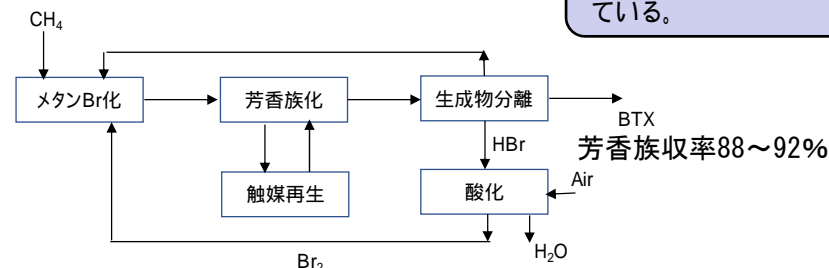 ている。
CH₄
メタンBr化
芳香族化
生成物分離
BTX
芳香族収率88～92%
HBr
触媒再生
酸化
Air
H₂O
Br₂